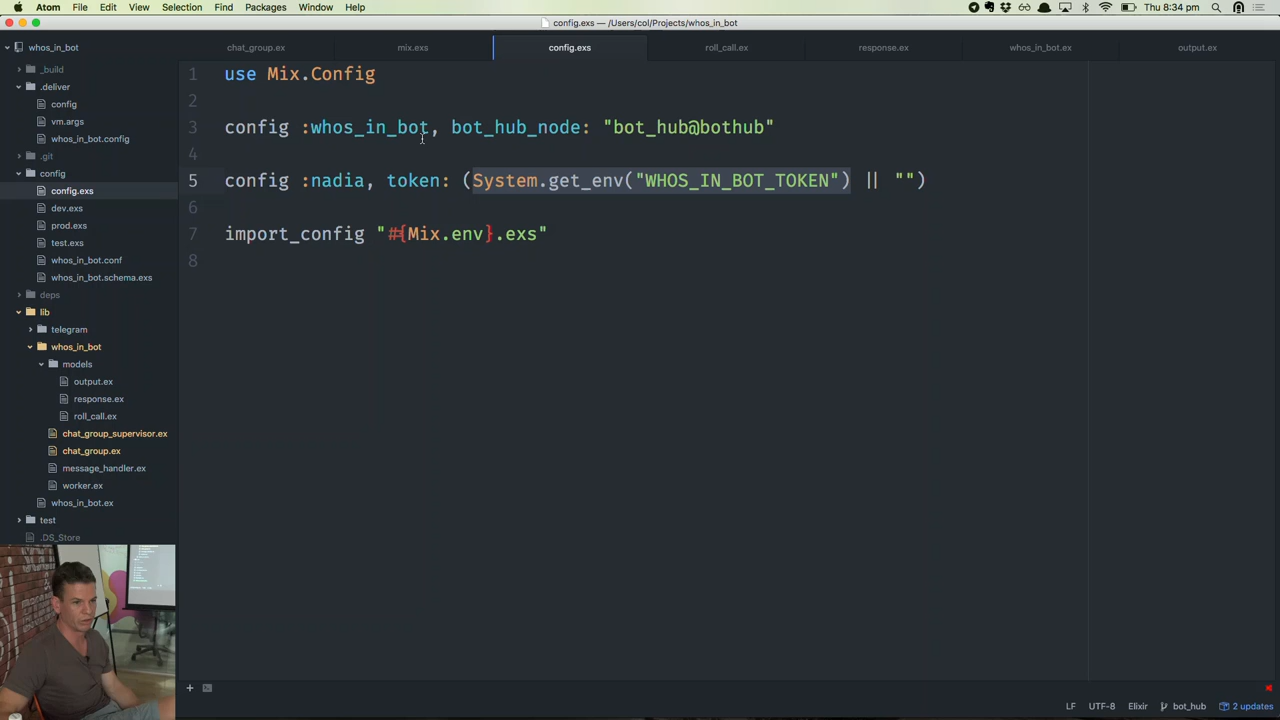 Atom File Edit View Selection Find Packages Window Help
Thu 8:34 pm
config.exs — /Users/col/Projects/whos_in_bot
whos_in_bot
chat_group.ex mix.exs config.exs roll_call.ex response.ex whos_in_bot.ex output.ex
_build
.deliver
config
vm.args
whos_in_bot.config
.git
config
config.exs
dev.exs
prod.exs
test.exs
whos_in_bot.conf
whos_in_bot.schema.exs
deps
lib
telegram
whos_in_bot
models
output.ex
response.ex
roll_call.ex
chat_group_supervisor.ex
chat_group.ex
message_handler.ex
worker.ex
whos_in_bot.ex
test
.DS_Store
1 use Mix.Config
2
3 config :whos_in_bot, bot_hub_node: "bot_hub@bothub"
4
5 config :nadia, token: (System.get_env("WHOS_IN_BOT_TOKEN") || "")
6
7 import_config "#{Mix.env}.exs"
8
LF UTF-8 Elixir bot_hub 2 updates